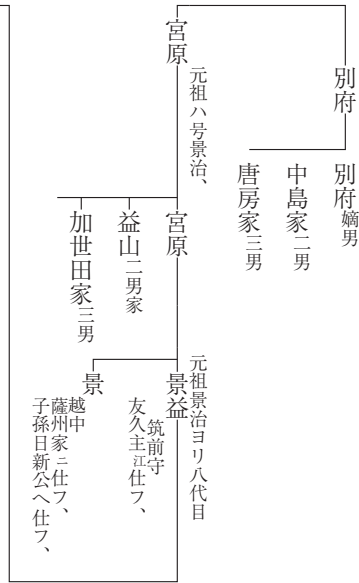 別府
別府嫡男
中島家二男
唐房家三男
宮原
元祖ハ号景治、
宮原
益山二男家
加世田家三男
元祖景治ヨリ八代目
景益
筑前守
友久主江仕フ、
景
越中
薩州家ニ仕フ、
子孫日新公へ仕フ、